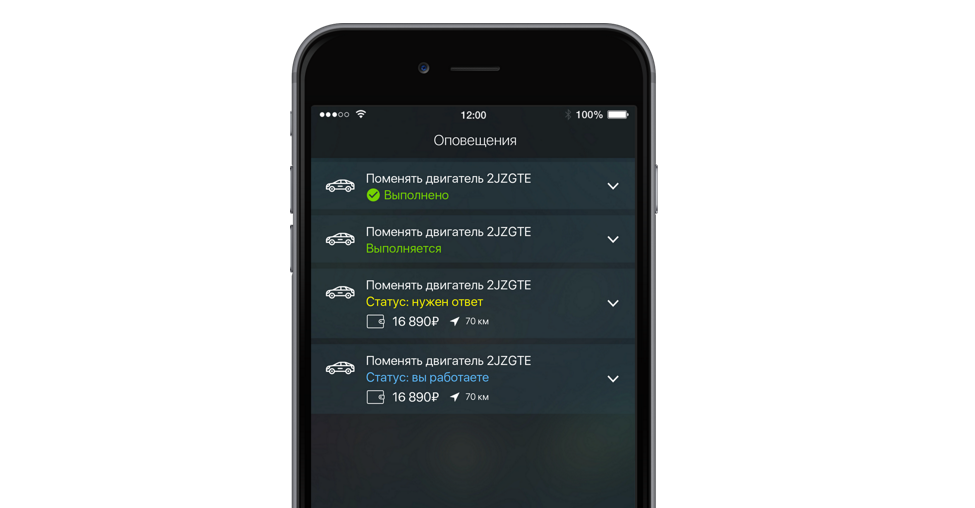 12:00
100%
Оповещения
Поменять двигатель 2JZGTE
Выполнено
Поменять двигатель 2JZGTE
Выполняется
Поменять двигатель 2JZGTE
Статус: нужен ответ
16 890₽ 70 км
Поменять двигатель 2JZGTE
Статус: вы работаете
16 890₽ 70 км